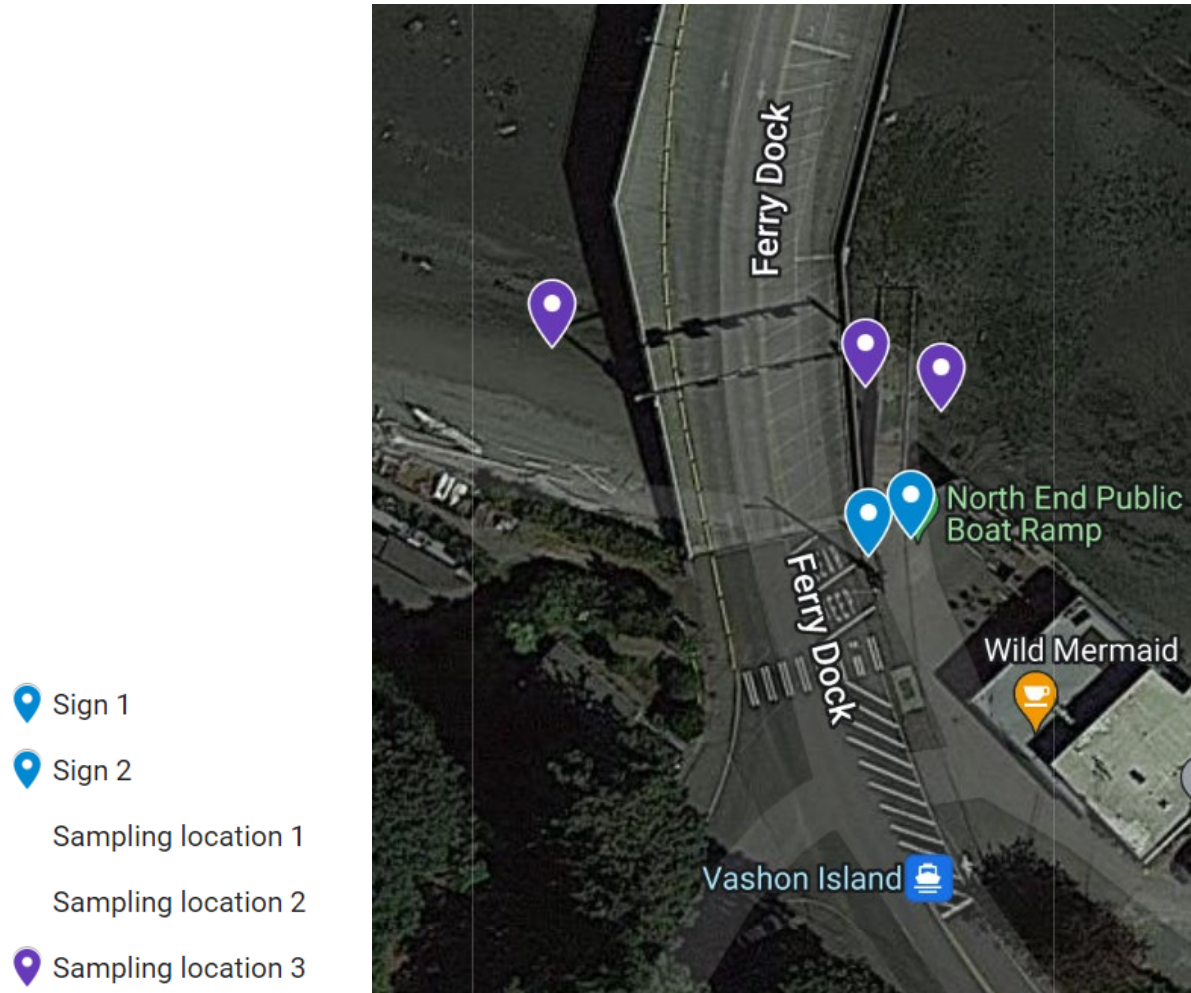 Sign 1
Sign 2
Sampling location 1
Sampling location 2
Sampling location 3
Ferry Dock
North End Public
Boat Ramp
Ferry Dock
Wild Mermaid
Vashon Island